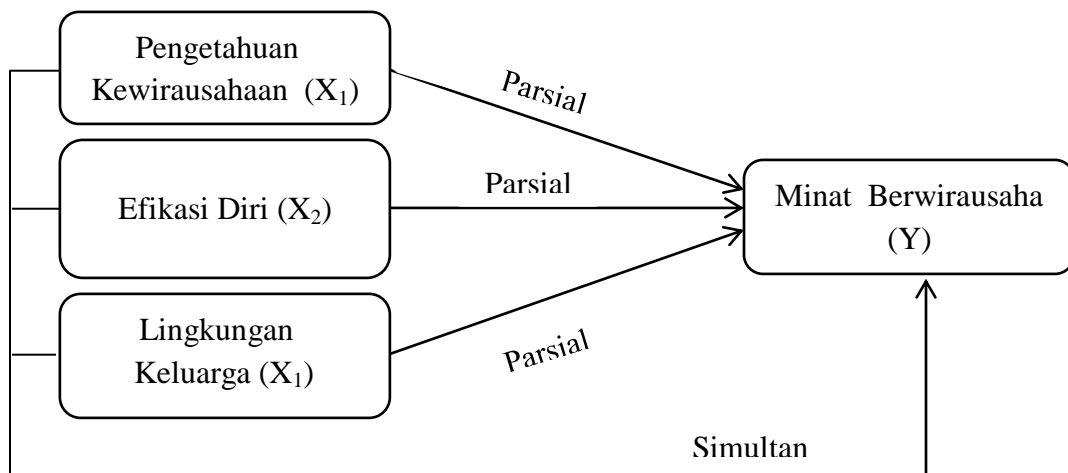 Pengetahuan
Kewirausahaan (X₁)
Parsial
Efikasi Diri (X₂)
Parsial
Minat Berwirausaha
(Y)
Lingkungan
Keluarga (X₁)
Parsial
Simultan